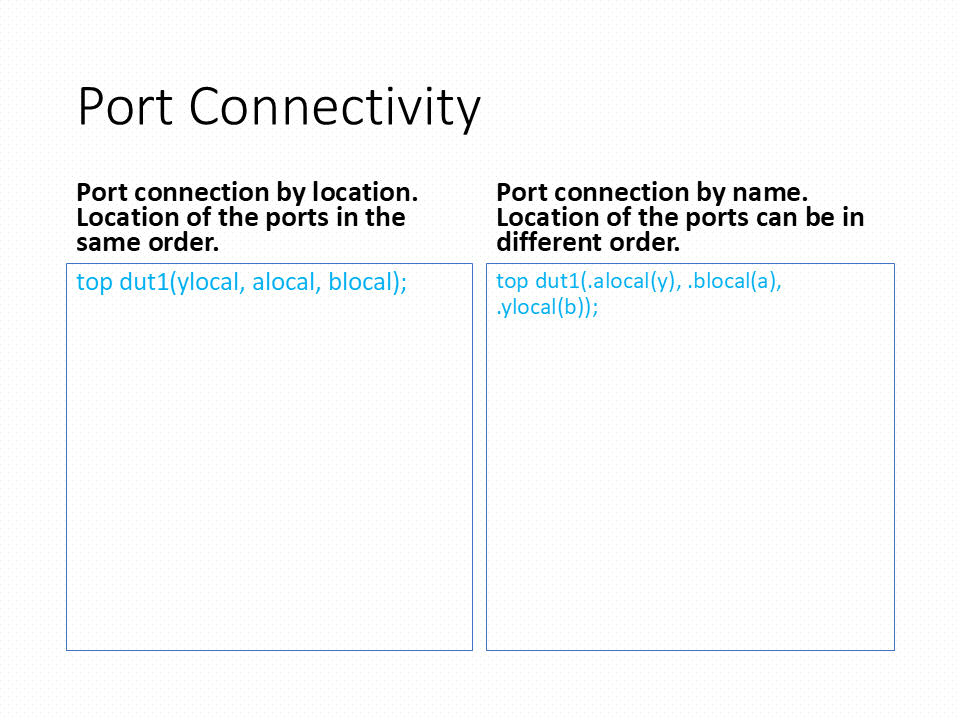 Port Connectivity
Port connection by location.
Location of the ports in the
same order.
top dut1(ylocal, alocal, blocal);
Port connection by name.
Location of the ports can be in
different order.
top dut1(.alocal(y), .blocal(a),
.ylocal(b));